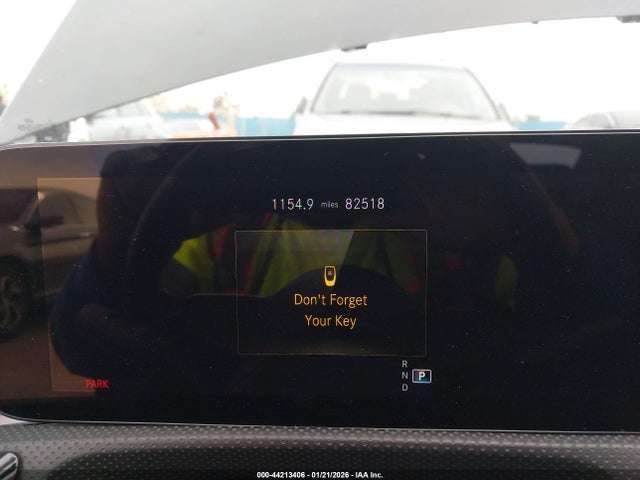 1154.9 miles 82518
Don't Forget
Your Key
R
N P
D
PARK
000-44213406 - 01/21/2026 - IAA Inc.